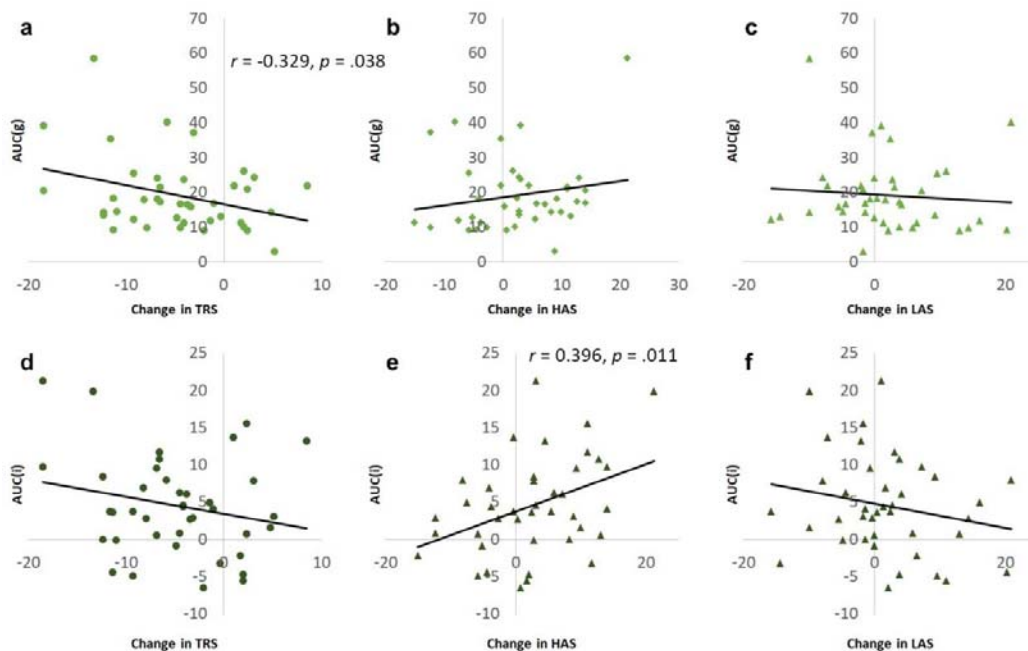 a
r = -0.329, p = .038
AUC(g)
70
60
50
40
30
20
10
0
-20 -10 0 10
Change in TRS
b
AUC(g)
70
60
50
40
30
20
10
0
-20 -10 0 10 20 30
Change in HAS
c
AUC(g)
70
60
50
40
30
20
10
0
-20 0 20
Change in LAS
d
AUC(i)
25
20
15
10
5
0
-5
-10
-20 -10 0 10
Change in TRS
e
r = 0.396, p = .011
AUC(i)
25
20
15
10
5
0
-5
-10
-20 0 20
Change in HAS
f
AUC(i)
25
20
15
10
5
0
-5
-10
-20 0 20
Change in LAS